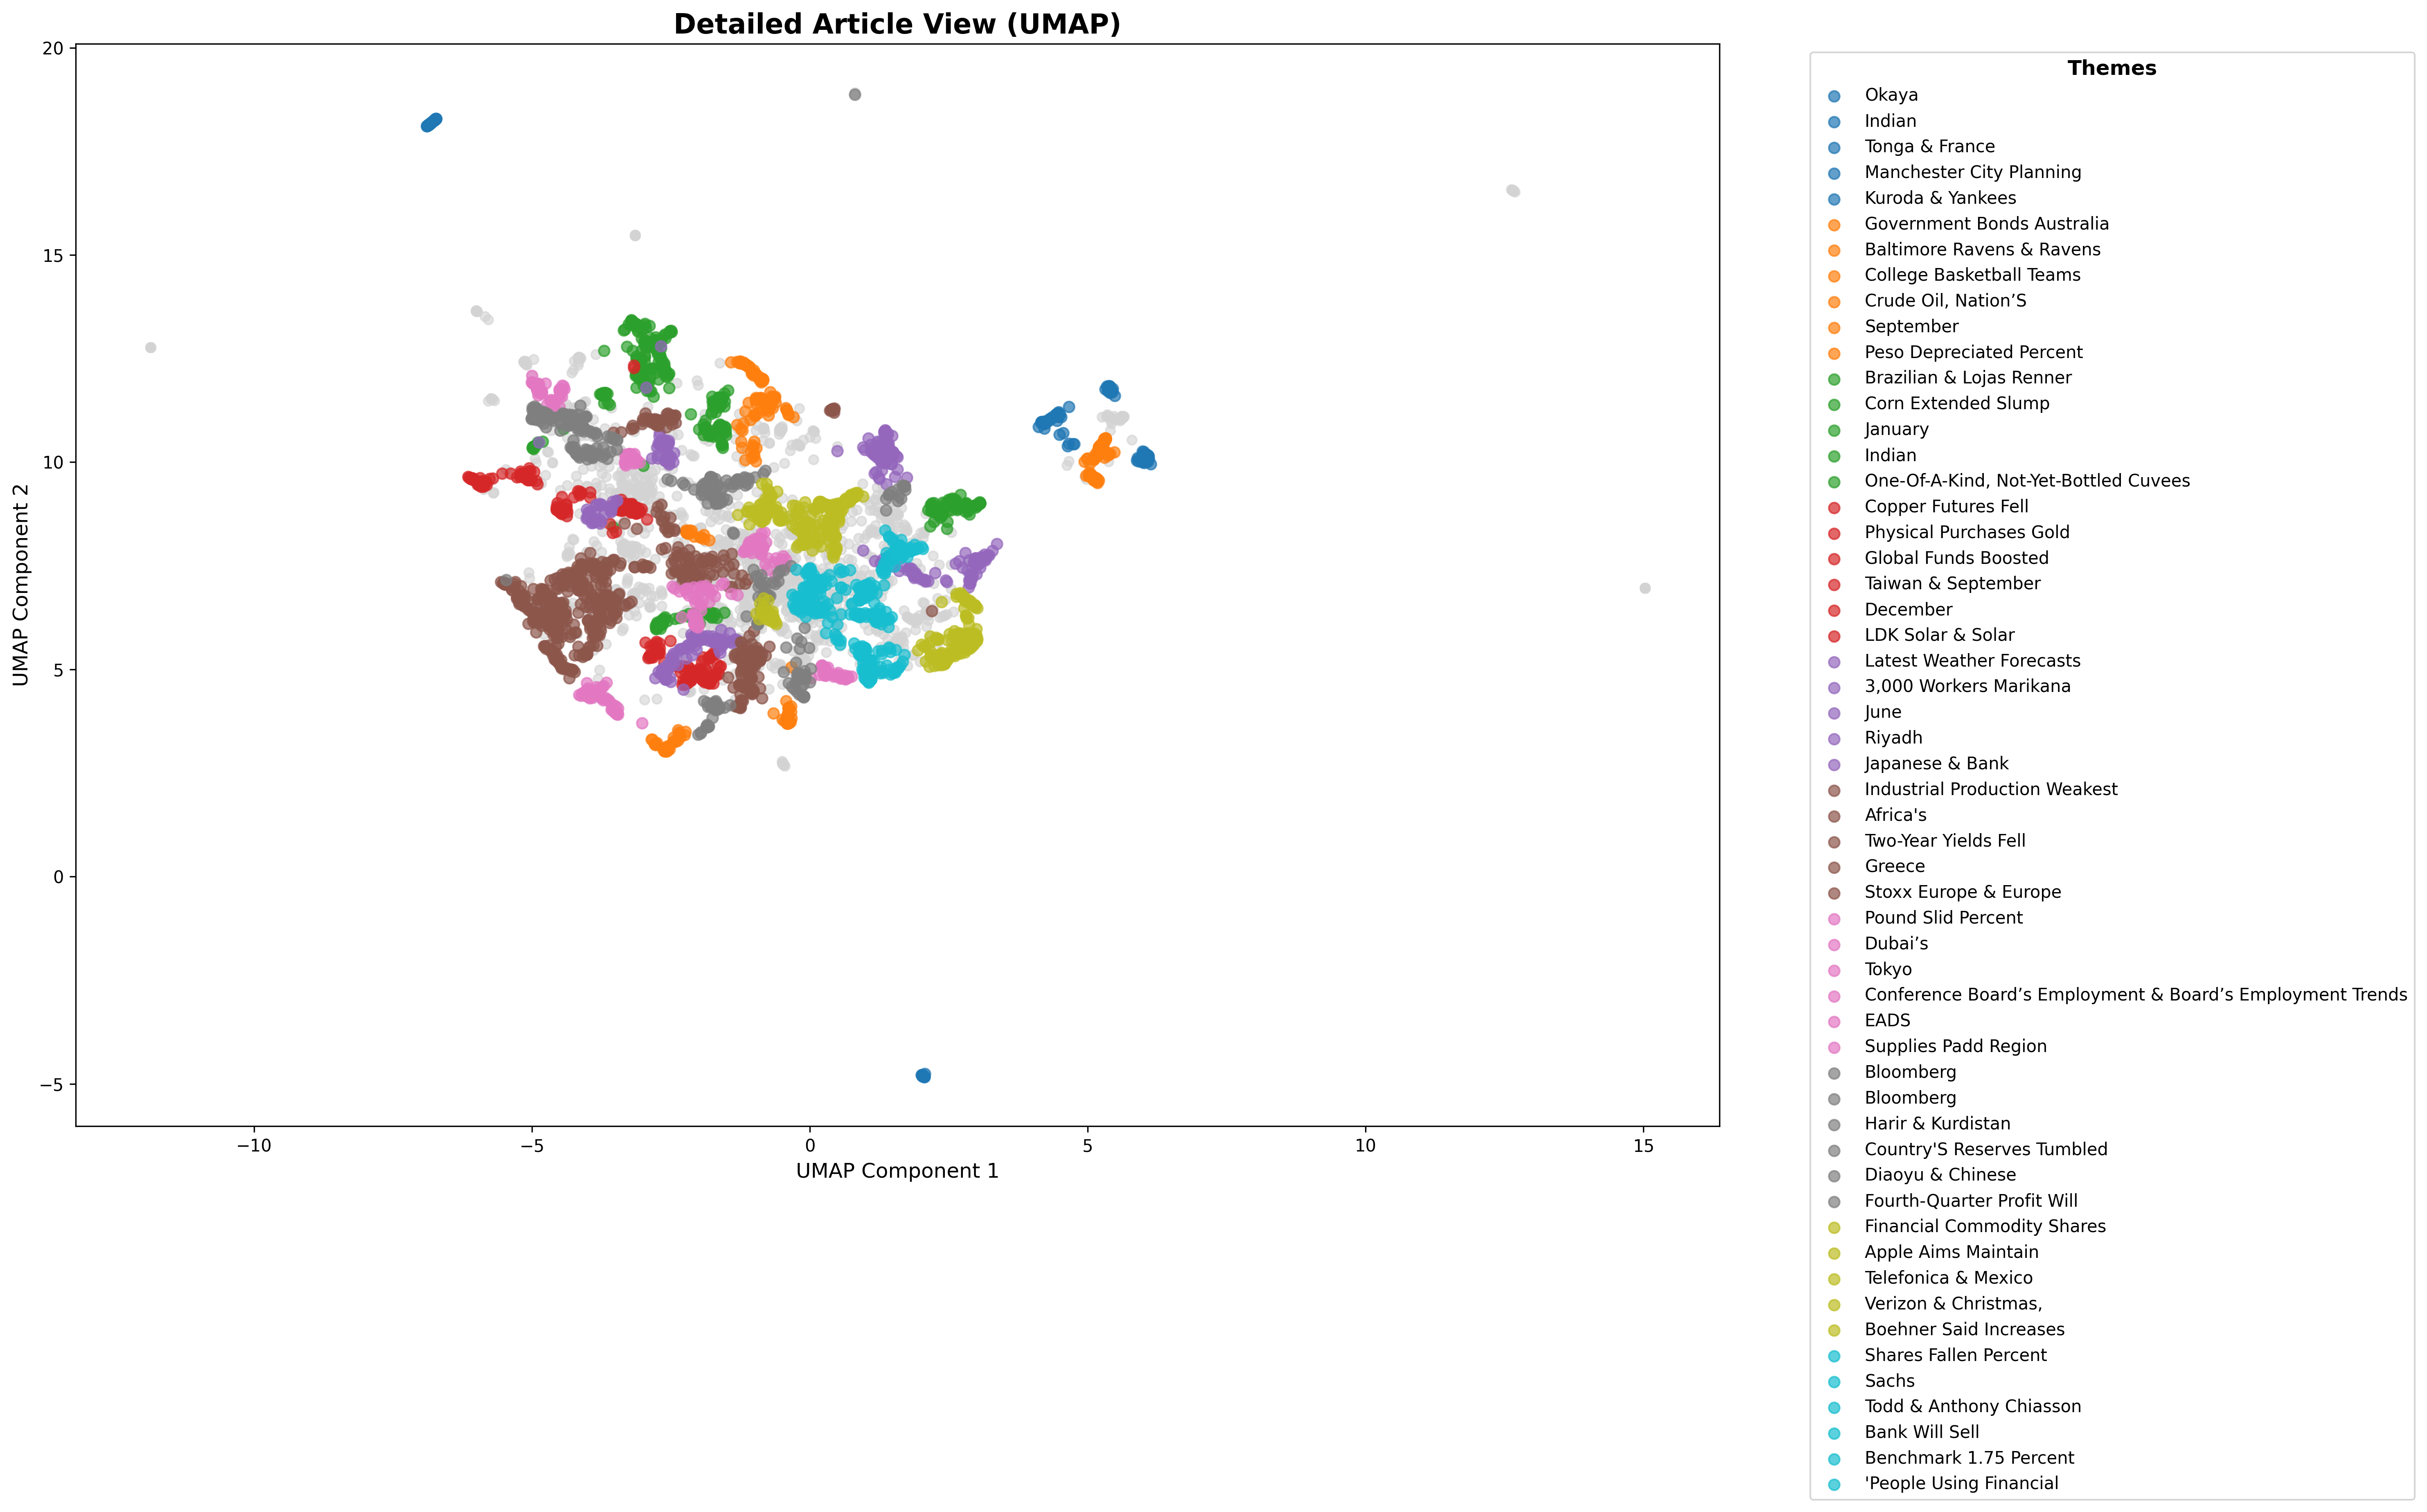 Detailed Article View (UMAP)
20
15
10
5
0
−5
UMAP Component 2
−10
−5
0
5
10
15
UMAP Component 1
Themes
Okaya
Indian
Tonga & France
Manchester City Planning
Kuroda & Yankees
Government Bonds Australia
Baltimore Ravens & Ravens
College Basketball Teams
Crude Oil, Nation’S
September
Peso Depreciated Percent
Brazilian & Lojas Renner
Corn Extended Slump
January
Indian
One-Of-A-Kind, Not-Yet-Bottled Cuvees
Copper Futures Fell
Physical Purchases Gold
Global Funds Boosted
Taiwan & September
December
LDK Solar & Solar
Latest Weather Forecasts
3,000 Workers Marikana
June
Riyadh
Japanese & Bank
Industrial Production Weakest
Africa's
Two-Year Yields Fell
Greece
Stoxx Europe & Europe
Pound Slid Percent
Dubai’s
Tokyo
Conference Board’s Employment & Board’s Employment Trends
EADS
Supplies Padd Region
Bloomberg
Bloomberg
Harir & Kurdistan
Country'S Reserves Tumbled
Diaoyu & Chinese
Fourth-Quarter Profit Will
Financial Commodity Shares
Apple Aims Maintain
Telefonica & Mexico
Verizon & Christmas,
Boehner Said Increases
Shares Fallen Percent
Sachs
Todd & Anthony Chiasson
Bank Will Sell
Benchmark 1.75 Percent
'People Using Financial